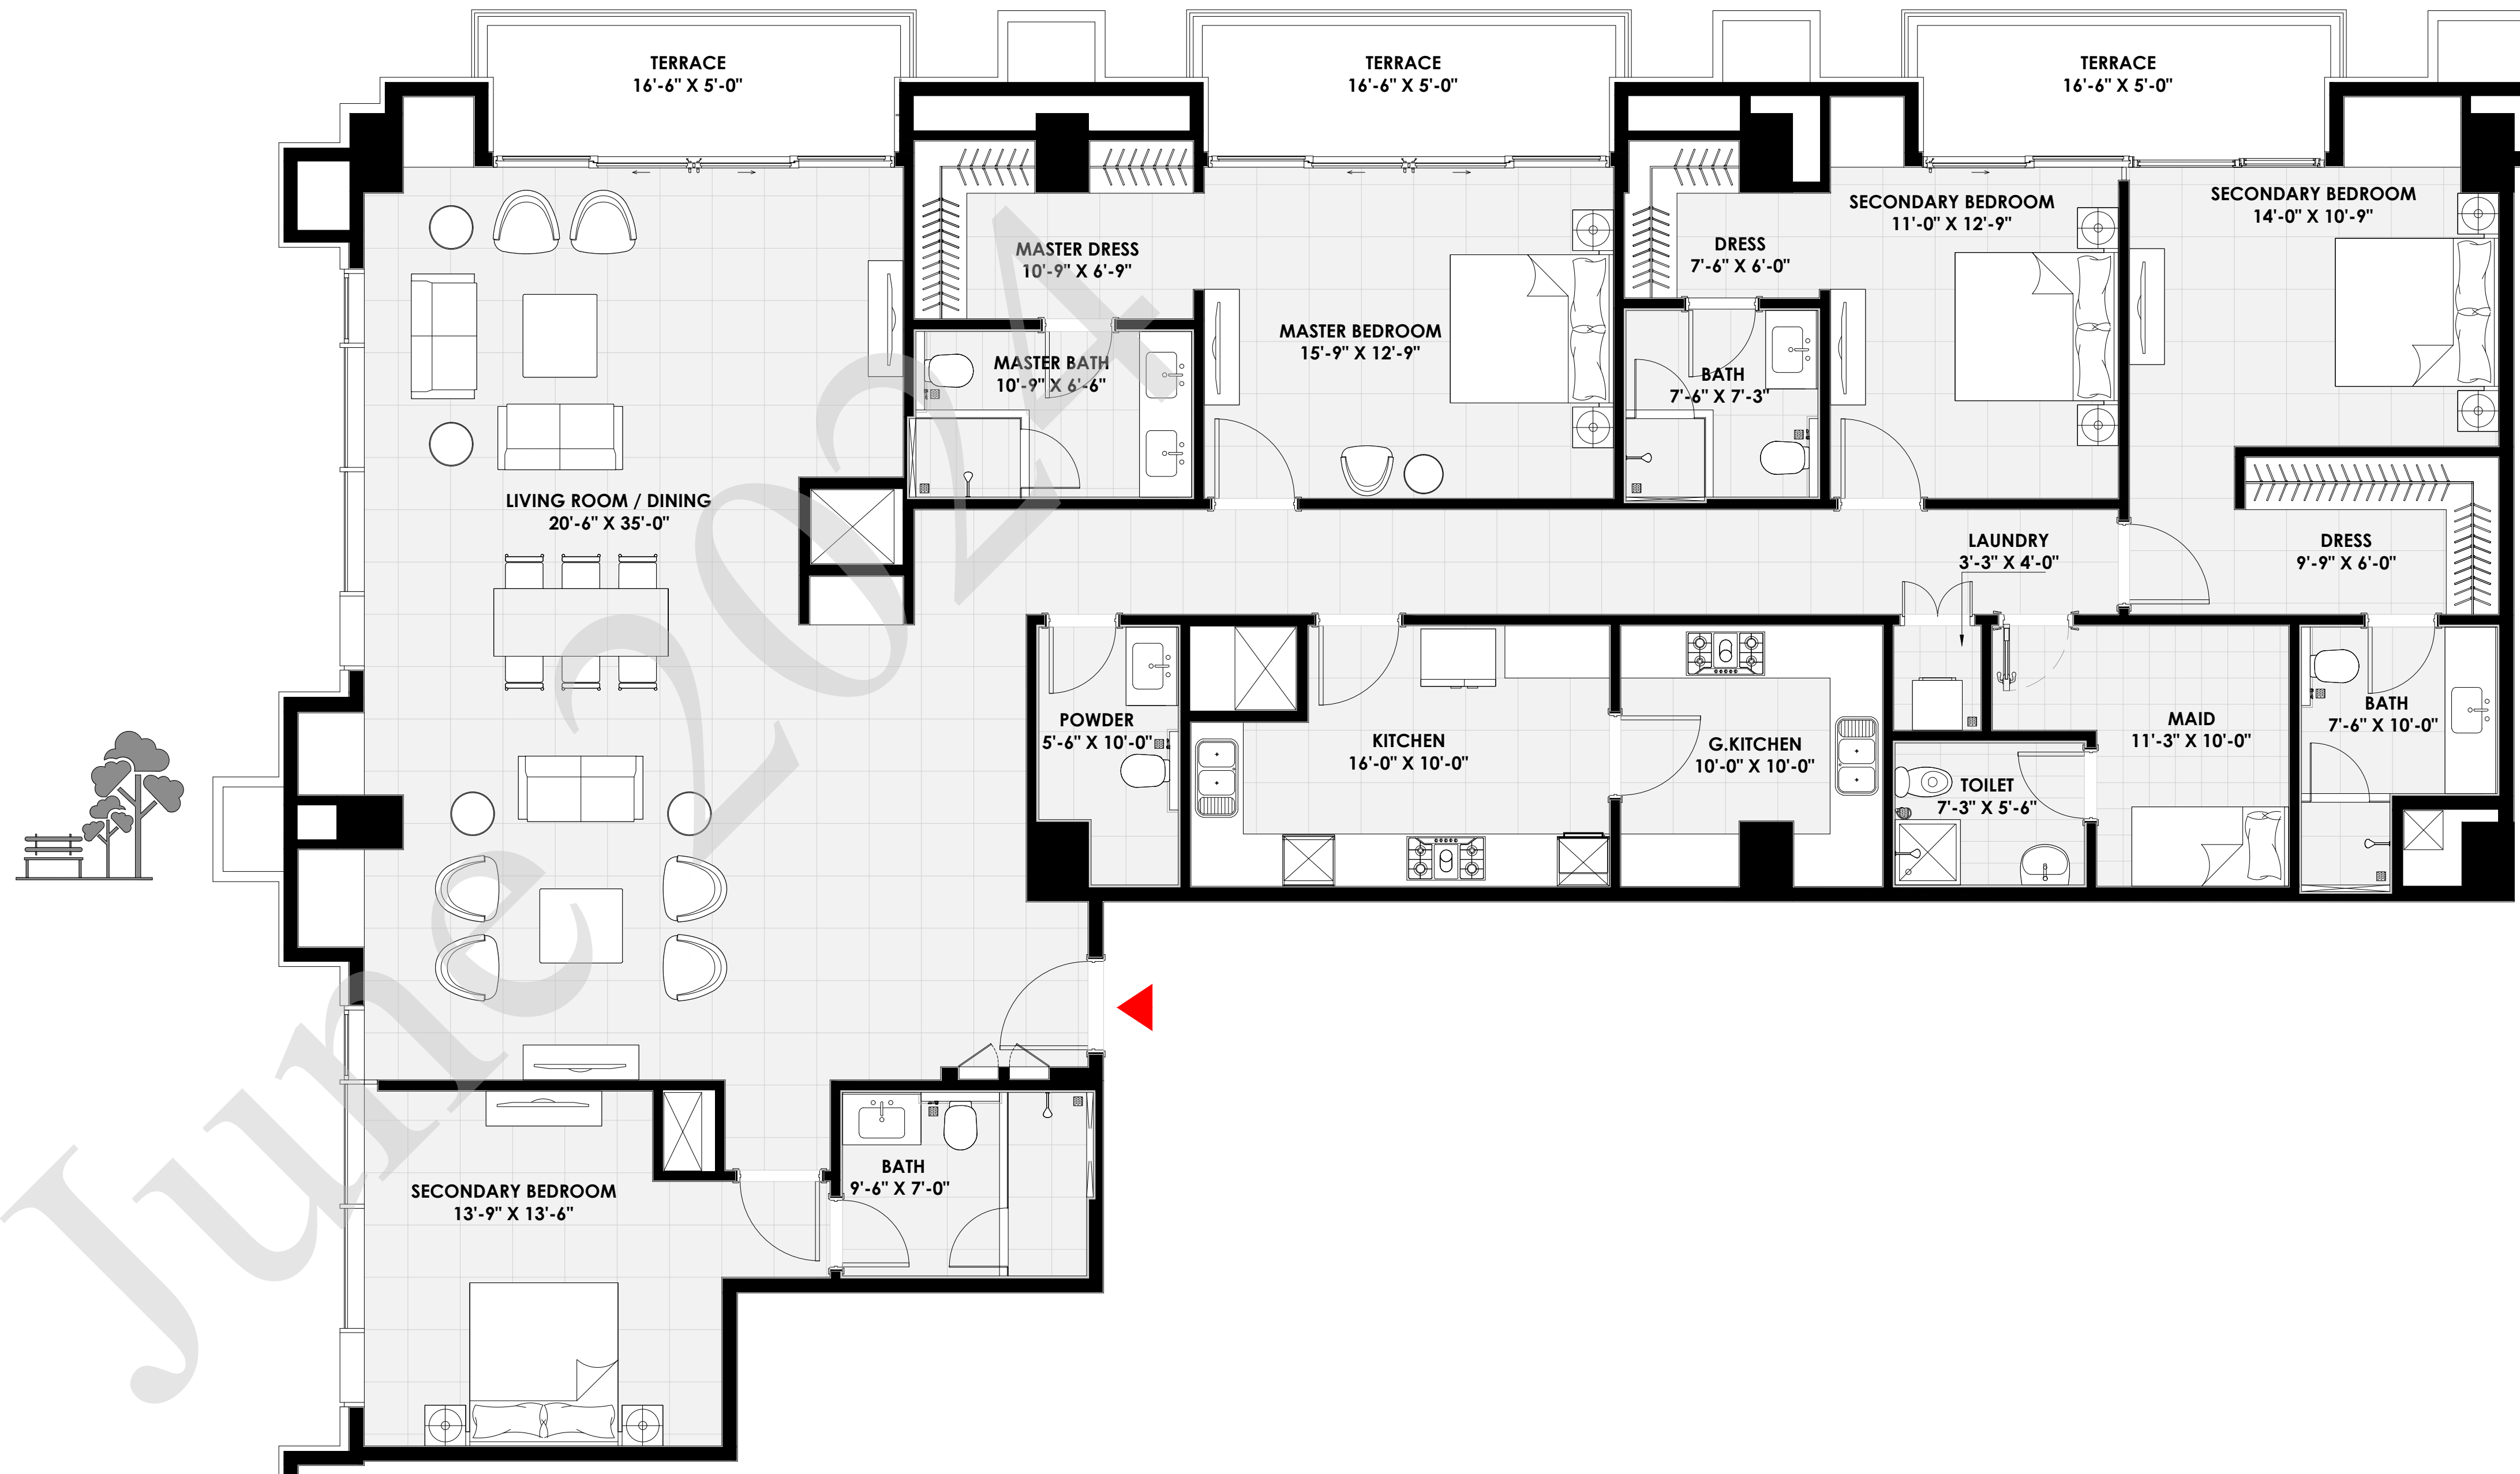 TERRACE
16'-6" X 5'-0"
TERRACE
16'-6" X 5'-0"
TERRACE
16'-6" X 5'-0"
SECONDARY BEDROOM
14'-0" X 10'-9"
SECONDARY BEDROOM
11'-0" X 12'-9"
MASTER DRESS
10'-9" X 6'-9"
DRESS
7'-6" X 6'-0"
MASTER BEDROOM
15'-9" X 12'-9"
MASTER BATH
10'-9" X 6'-6"
BATH
7'-6" X 7'-3"
LIVING ROOM / DINING
20'-6" X 35'-0"
LAUNDRY
3'-3" X 4'-0"
DRESS
9'-9" X 6'-0"
POWDER
5'-6" X 10'-0"
KITCHEN
16'-0" X 10'-0"
G.KITCHEN
10'-0" X 10'-0"
MAID
11'-3" X 10'-0"
BATH
7'-6" X 10'-0"
TOILET
7'-3" X 5'-6"
BATH
9'-6" X 7'-0"
SECONDARY BEDROOM
13'-9" X 13'-6"
June 2024